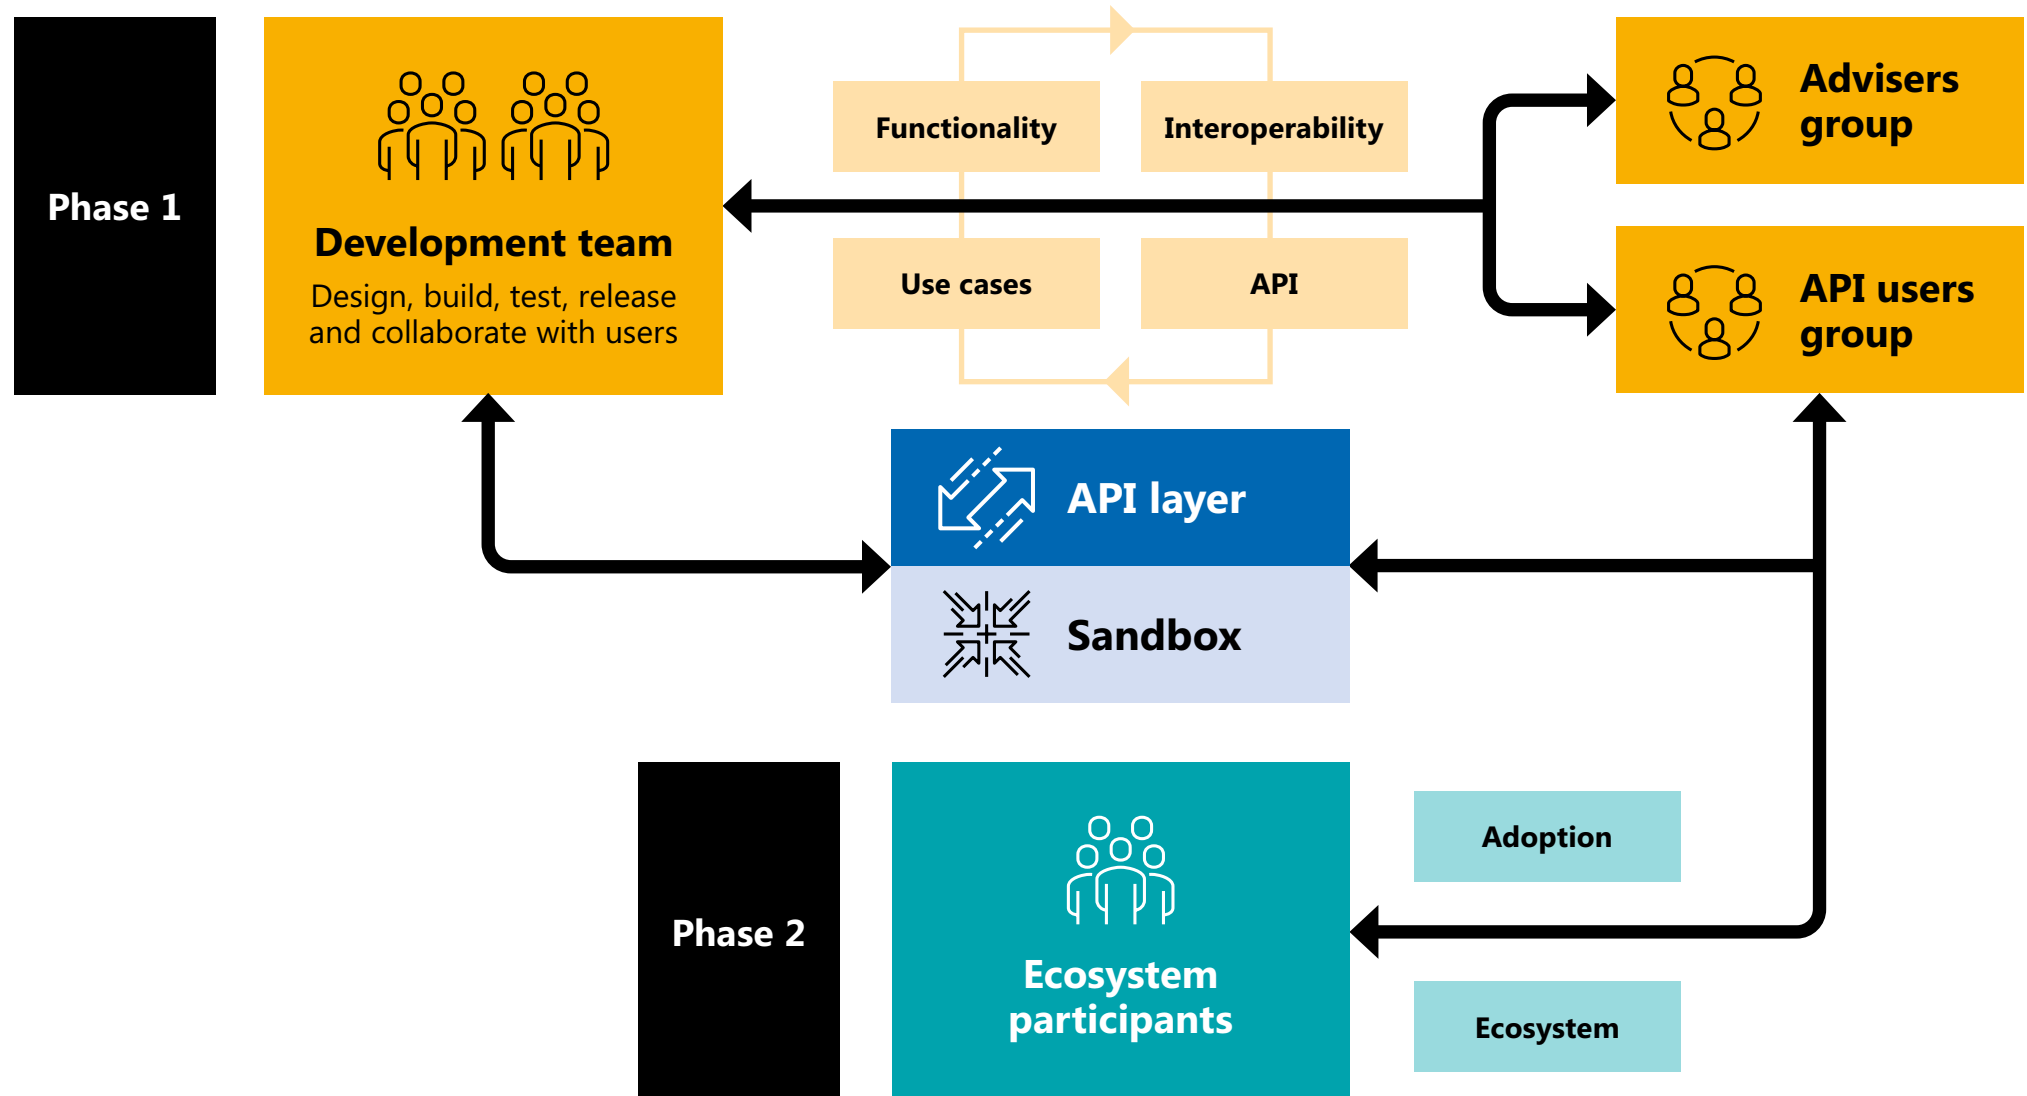 Phase 1
Development team
Design, build, test, release
and collaborate with users
Functionality
Interoperability
Use cases
API
Advisers
group
API users
group
API layer
Sandbox
Phase 2
Ecosystem
participants
Adoption
Ecosystem